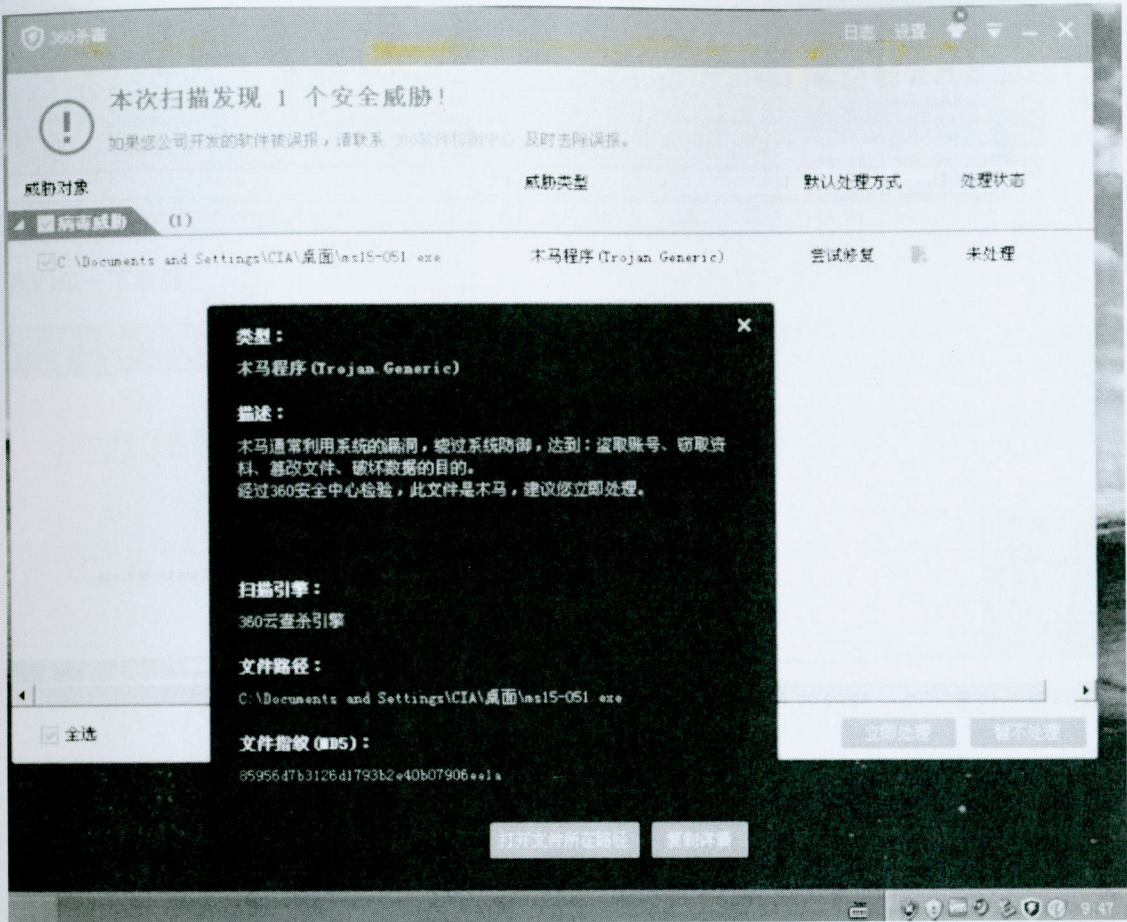 360杀毒
日志 设置
本次扫描发现 1 个安全威胁！
如果您公司开发的软件被误报，请联系 360软件检测中心 及时去除误报。
威胁对象 威胁类型 默认处理方式 处理状态
病毒威胁 (1)
C:\Documents and Settings\CIA\桌面\ms15-051.exe 木马程序(Trojan.Generic) 尝试修复 未处理
类型：
木马程序(Trojan.Generic)
描述：
木马通常利用系统的漏洞，绕过系统防御，达到：盗取账号、窃取资
料、篡改文件、破坏数据的目的。
经过360安全中心检验，此文件是木马，建议您立即处理。
扫描引擎：
360云查杀引擎
文件路径：
C:\Documents and Settings\CIA\桌面\ms15-051.exe
文件指纹(MD5)：
85956d7b3126d1793b2e40b07906ee1a
全选 立即处理 暂不处理
打开文件所在路径 复制详情
9:47